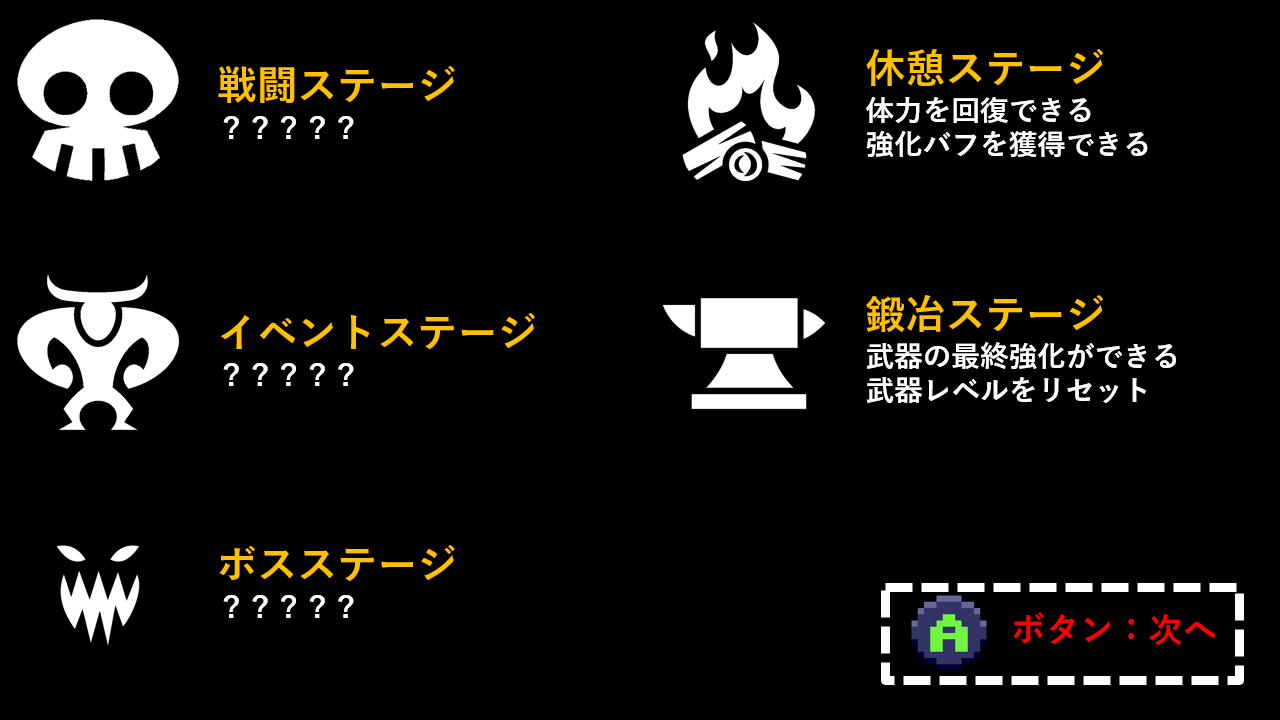 戦闘ステージ
？？？？？
イベントステージ
？？？？？
ボスステージ
？？？？？
休憩ステージ
体力を回復できる
強化バフを獲得できる
鍛冶ステージ
武器の最終強化ができる
武器レベルをリセット
A ボタン：次へ